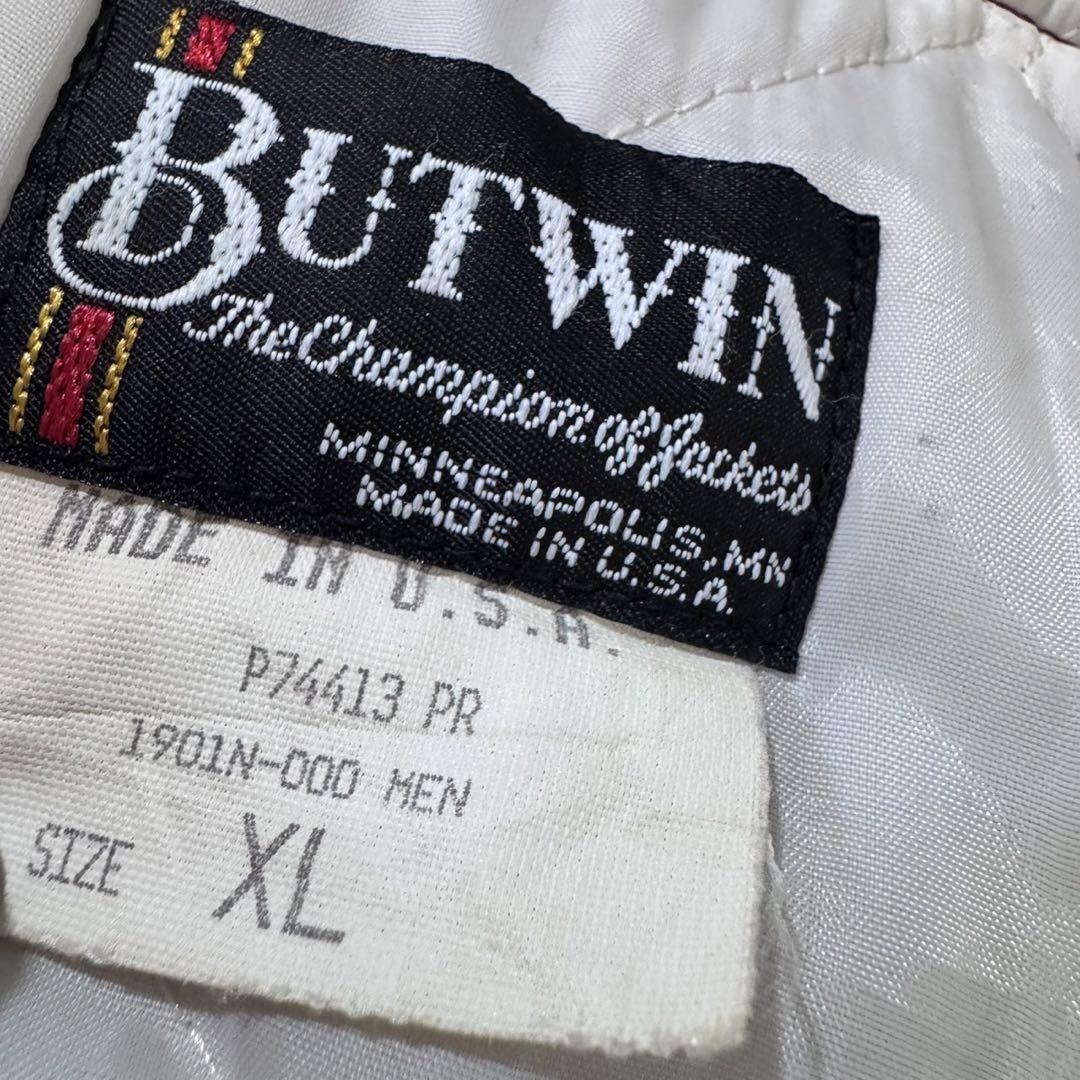 BUTWIN
The Champion of Jackets
MINNEAPOLIS, MN
MADE IN U.S.A.
MADE IN U.S.A.
P74413 PR
1901N-000 MEN
SIZE XL